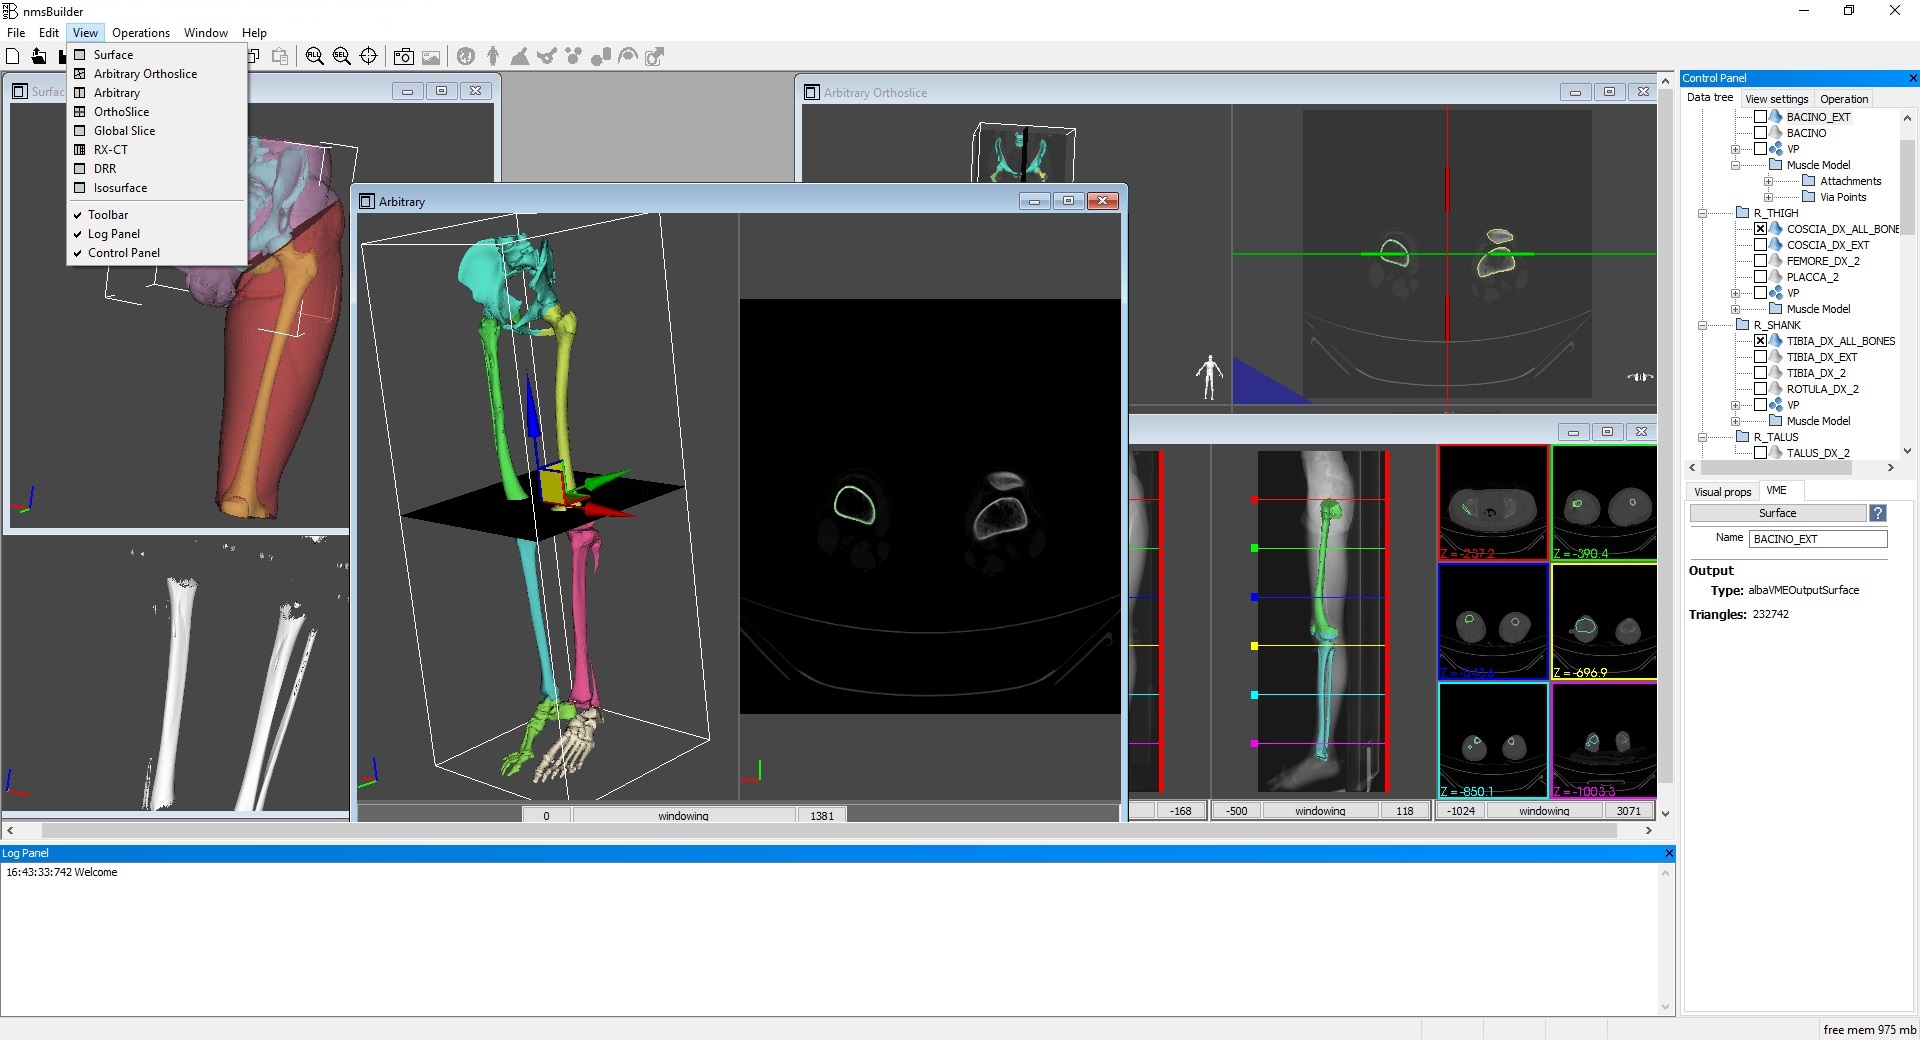 nmsBuilder
File Edit View Operations Window Help
Surface
Arbitrary Orthoslice
Arbitrary
OrthoSlice
Global Slice
RX-CT
DRR
Isosurface
Toolbar
Log Panel
Control Panel
ALL SEL
Surfac
Arbitrary Orthoslice
Arbitrary
0 windowing 1381
-168
-500 windowing 118
-1024 windowing 3071
Z = -237.2
Z = -390.4
Z = -696.9
Z = -850.1
Z = -1003.3
Control Panel
Data tree View settings Operation
BACINO_EXT
BACINO
VP
Muscle Model
Attachments
Via Points
R_THIGH
COSCIA_DX_ALL_BONE
COSCIA_DX_EXT
FEMORE_DX_2
PLACCA_2
VP
Muscle Model
R_SHANK
TIBIA_DX_ALL_BONES
TIBIA_DX_EXT
TIBIA_DX_2
ROTULA_DX_2
VP
Muscle Model
R_TALUS
TALUS_DX_2
Visual props VME
Surface ?
Name BACINO_EXT
Output
Type: albaVMEOutputSurface
Triangles: 232742
Log Panel
16:43:33:742 Welcome
free mem 975 mb